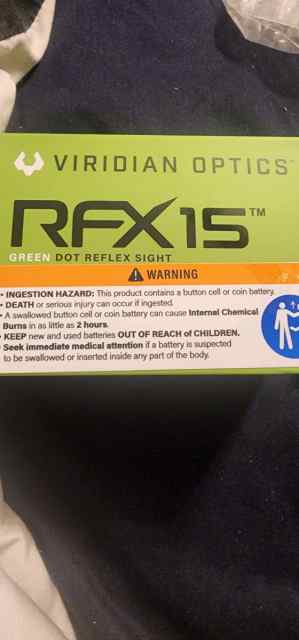 VIRIDIAN OPTICS
RFX15™
GREEN DOT REFLEX SIGHT
WARNING
• INGESTION HAZARD: This product contains a button cell or coin battery.
• DEATH or serious injury can occur if ingested.
• A swallowed button cell or coin battery can cause Internal Chemical
Burns in as little as 2 hours.
• KEEP new and used batteries OUT OF REACH of CHILDREN.
• Seek immediate medical attention if a battery is suspected
to be swallowed or inserted inside any part of the body.